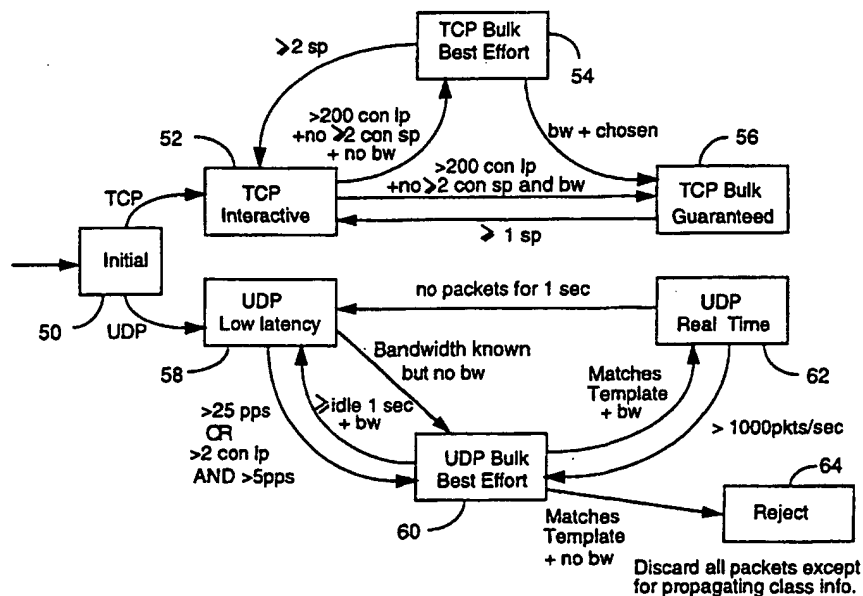 TCP Bulk
Best Effort
54
⩾2 sp
52
>200 con lp
+no ⩾2 con sp
+ no bw
bw + chosen
56
TCP
TCP
Interactive
>200 con lp
+no ⩾2 con sp and bw
TCP Bulk
Guaranteed
⩾ 1 sp
Initial
50
UDP
UDP
Low latency
58
no packets for 1 sec
UDP
Real Time
62
Bandwidth known
but no bw
⩾idle 1 sec
+ bw
>25 pps
OR
>2 con lp
AND >5pps
Matches
Template
+ bw
> 1000pkts/sec
UDP Bulk
Best Effort
60
64
Reject
Matches
Template
+ no bw
Discard all packets except
for propagating class info.